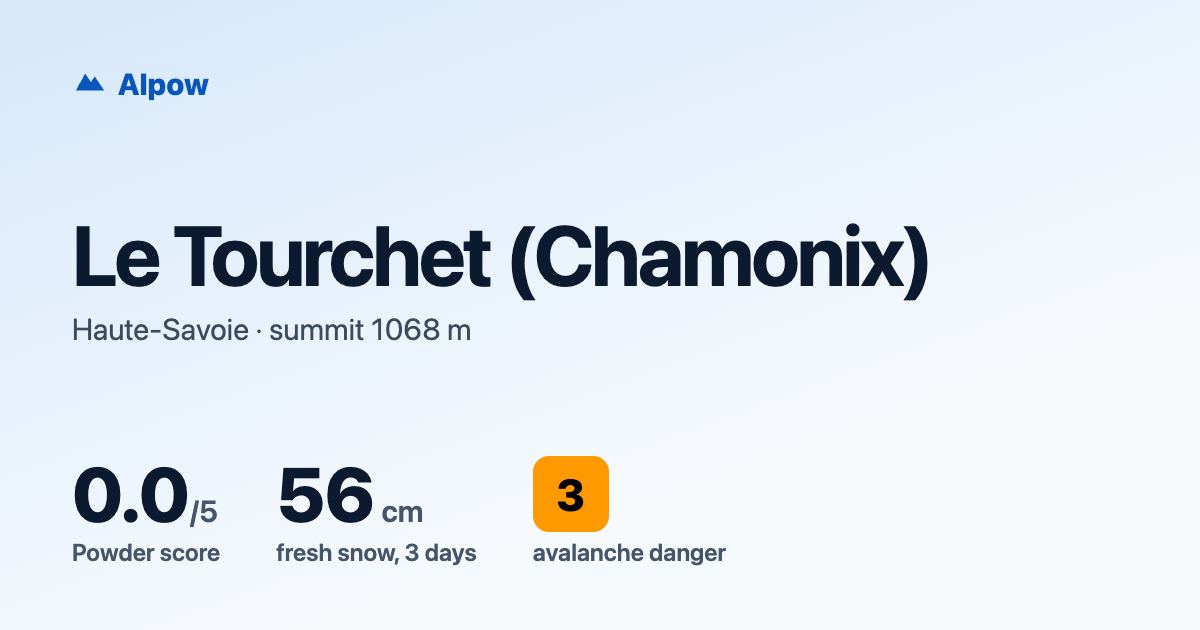 Alpow
Le Tourchet (Chamonix)
Haute-Savoie · summit 1068 m
0.0/5
Powder score
56 cm
fresh snow, 3 days
3
avalanche danger